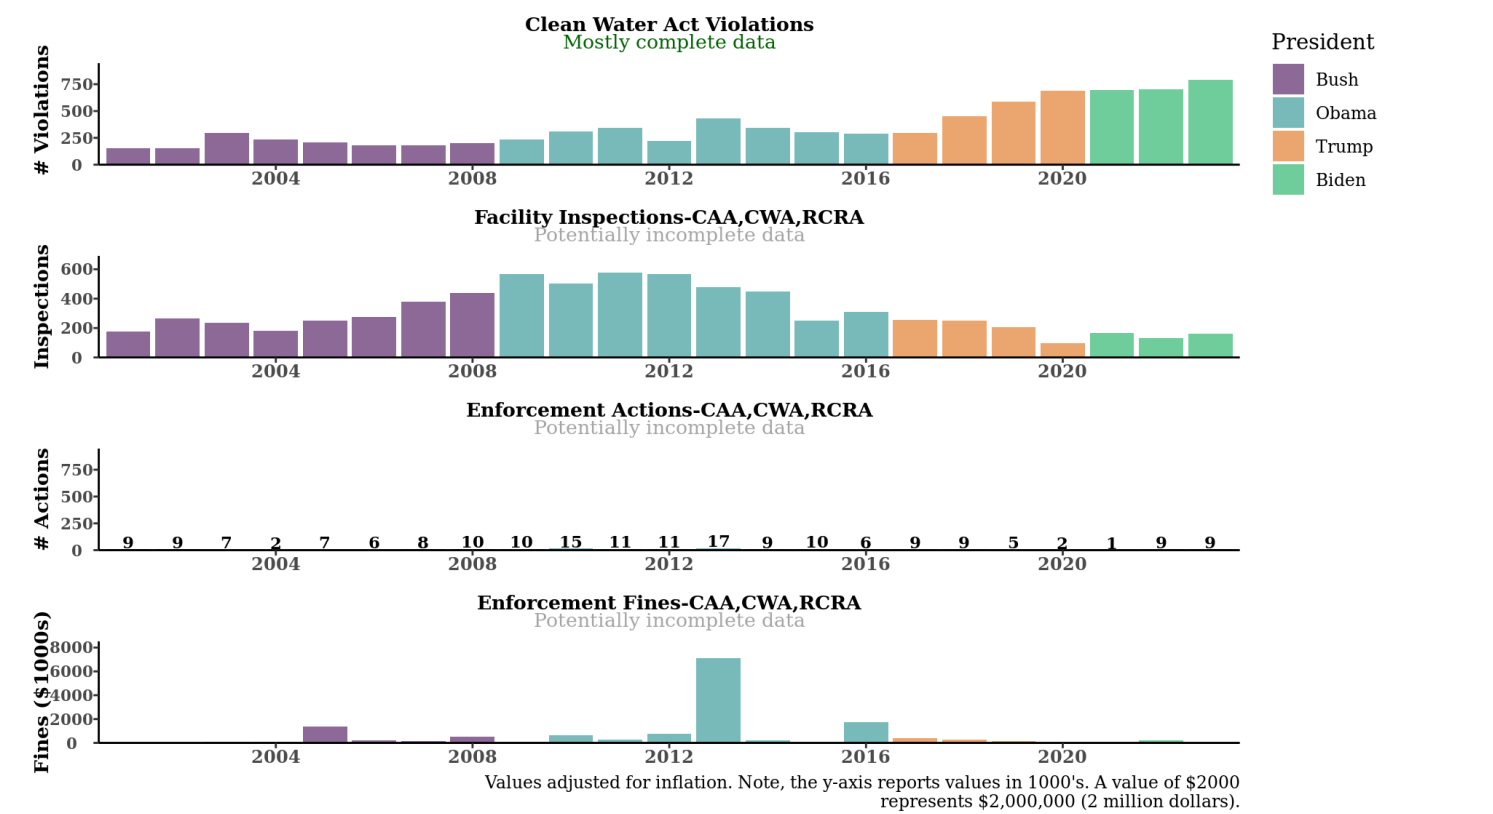 Clean Water Act Violations
Mostly complete data
# Violations
750
500
250
0
2004 2008 2012 2016 2020
President
Bush
Obama
Trump
Biden
Facility Inspections-CAA,CWA,RCRA
Potentially incomplete data
Inspections
600
400
200
0
2004 2008 2012 2016 2020
Enforcement Actions-CAA,CWA,RCRA
Potentially incomplete data
# Actions
750
500
250
0
9 9 7 2 7 6 8 10 10 15 11 11 17 9 10 6 9 9 5 2 1 9 9
2004 2008 2012 2016 2020
Enforcement Fines-CAA,CWA,RCRA
Potentially incomplete data
Fines ($1000s)
8000
6000
4000
2000
0
2004 2008 2012 2016 2020
Values adjusted for inflation. Note, the y-axis reports values in 1000's. A value of $2000
represents $2,000,000 (2 million dollars).